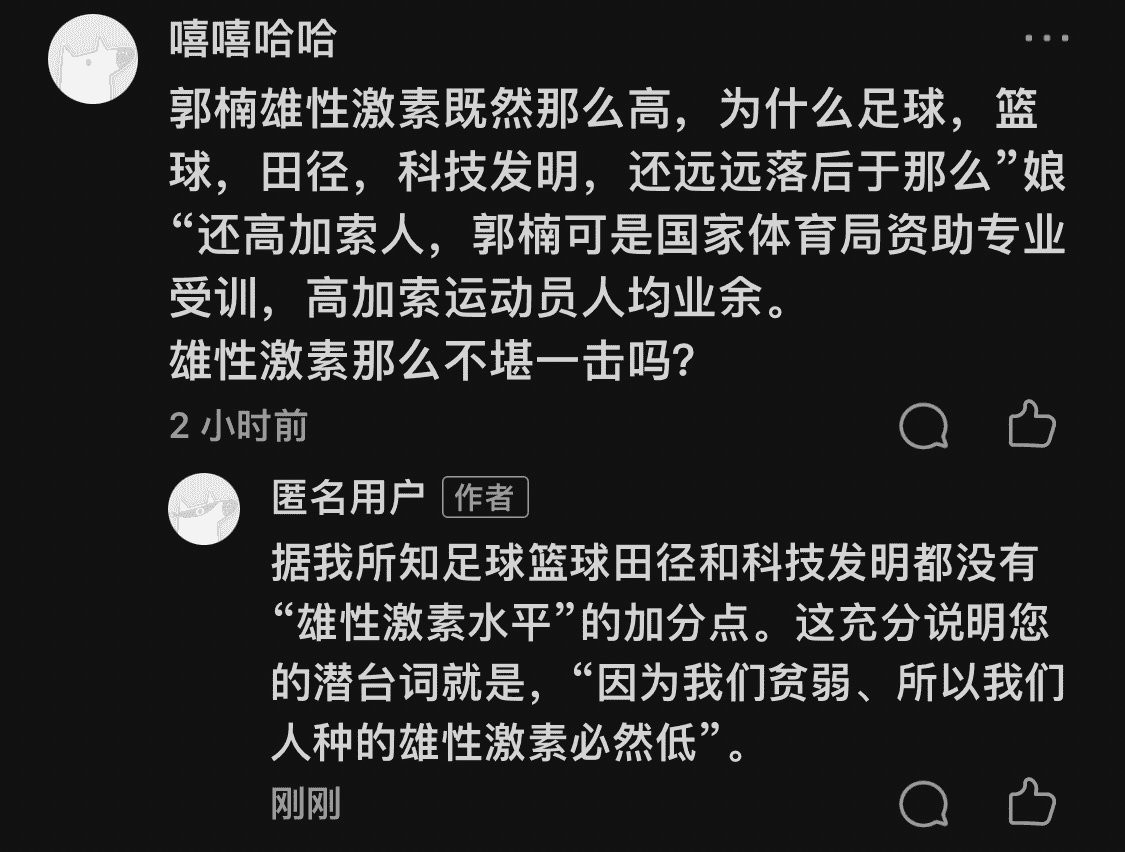 嘻嘻哈哈
郭楠雄性激素既然那么高，为什么足球，篮
球，田径，科技发明，还远远落后于那么”娘
“还高加索人，郭楠可是国家体育局资助专业
受训，高加索运动员人均业余。
雄性激素那么不堪一击吗？
2 小时前
匿名用户 作者
据我所知足球篮球田径和科技发明都没有
“雄性激素水平”的加分点。这充分说明您
的潜台词就是，“因为我们贫弱、所以我们
人种的雄性激素必然低”。
刚刚